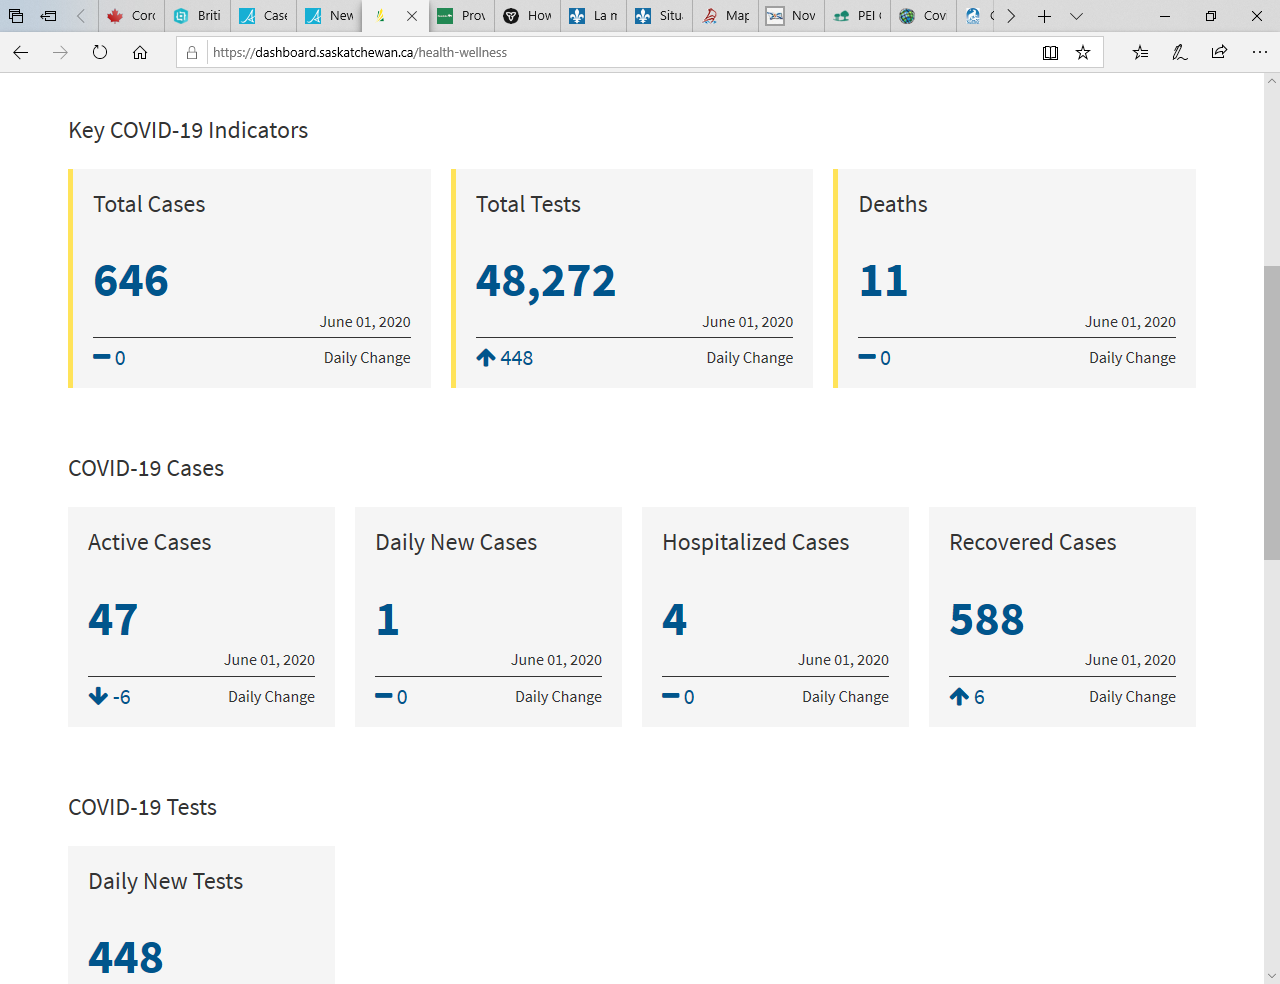 Cord
Briti
Case
New
Prov
How
La m
Situ
Map
Nov
PEI
Cov
https://dashboard.saskatchewan.ca/health-wellness
Key COVID-19 Indicators
Total Cases
646
June 01, 2020
0 Daily Change
Total Tests
48,272
June 01, 2020
448 Daily Change
Deaths
11
June 01, 2020
0 Daily Change
COVID-19 Cases
Active Cases
47
June 01, 2020
-6 Daily Change
Daily New Cases
1
June 01, 2020
0 Daily Change
Hospitalized Cases
4
June 01, 2020
0 Daily Change
Recovered Cases
588
June 01, 2020
6 Daily Change
COVID-19 Tests
Daily New Tests
448